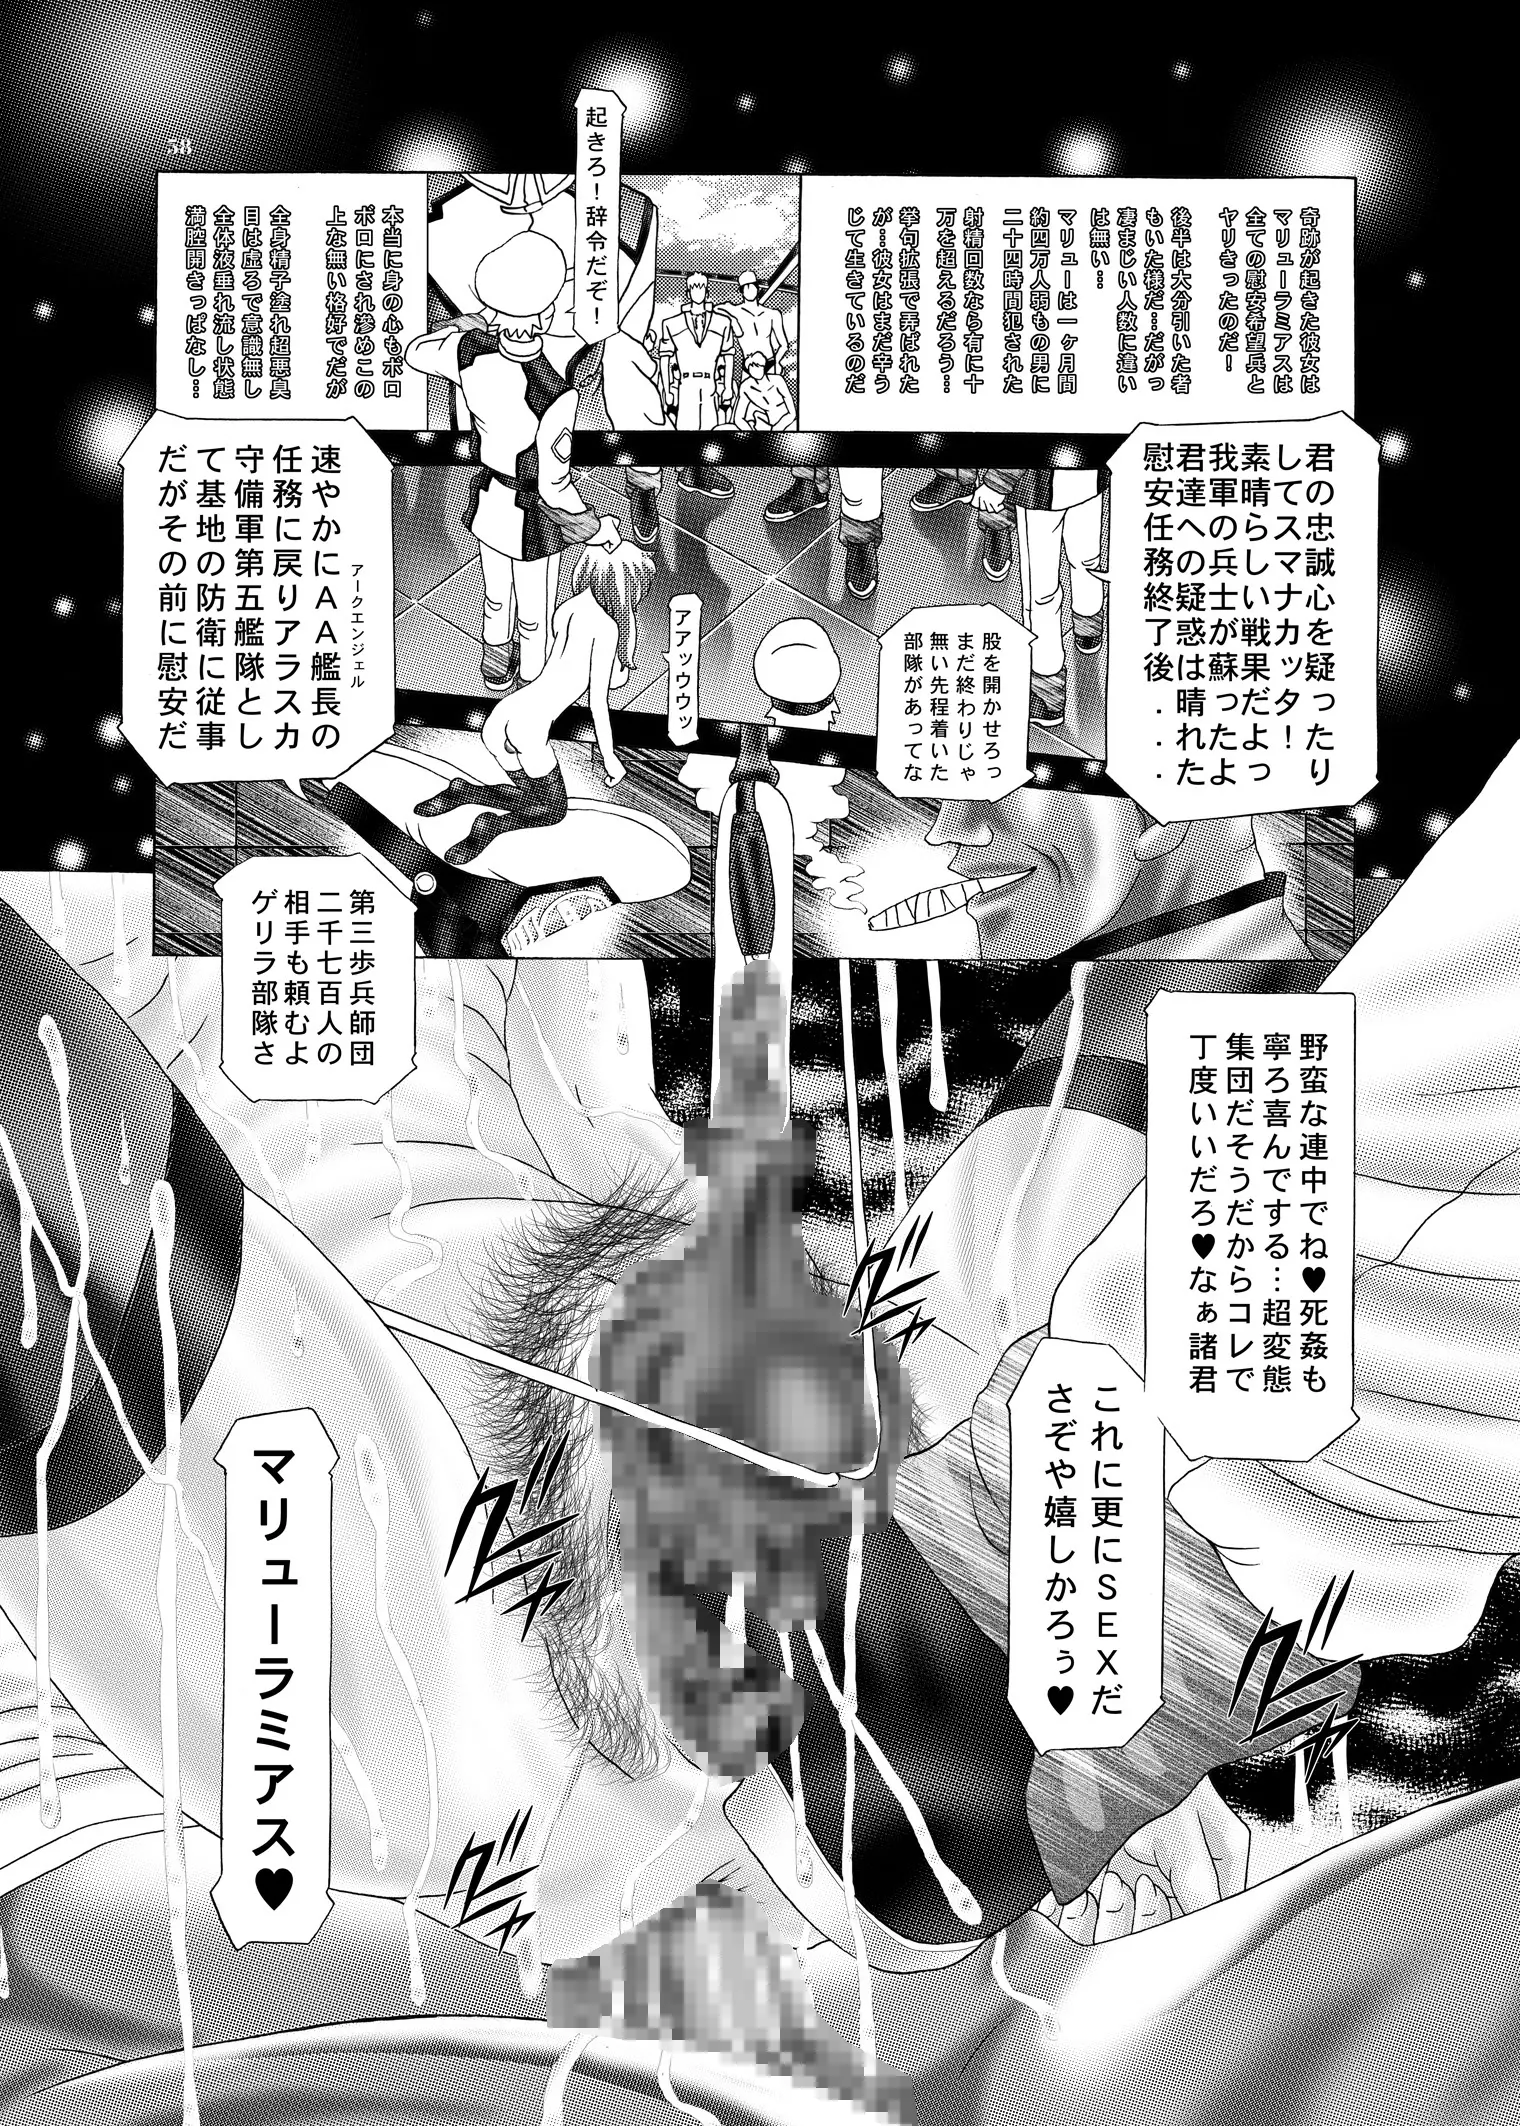 58
奇跡が起きた彼女は
マリューラミアスは
全ての慰安希望兵と
ヤリきったのだ！
後半は大分引いた者
もいた様だ…だがっ
凄まじい人数に違い
は無い…
マリューは一ヶ月間
約四万人弱もの男に
二十四時間犯された
射精回数なら有に十
万を超えるだろう…
挙句拡張で弄ばれた
が…彼女はまだ辛う
じて生きているのだ
起きろ！辞令だぞ！
本当に身の心もボロ
ボロにされ滲めこの
上な無い格好でだが
全身精子塗れ超悪臭
目は虚ろで意識無し
全体液垂れ流し状態
満腔開きっぱなし…
君の忠誠心を疑ったり
してスマナカッタ！
素晴らしい戦果だよっ
我軍の兵士が蘇ったよ
君達への疑惑は晴れた
慰安任務終了後．．．
速やかにＡＡ艦長の
アークエンジェル
任務に戻りアラスカ
守備軍第五艦隊とし
て基地の防衛に従事
だがその前に慰安だ
股を開かせろっ
まだ終わりじゃ
無い先程着いた
部隊があってな
アアッウウッ
第三歩兵師団
二千七百人の
相手も頼むよ
ゲリラ部隊さ
野蛮な連中でね♥死姦も
寧ろ喜んでする…超変態
集団だそうだからコレで
丁度いいだろ♥なぁ諸君
これに更にＳＥＸだ
さぞや嬉しかろぅ♥
マリューラミアス♥
グジャ
グジャ
グジャ
グジャ